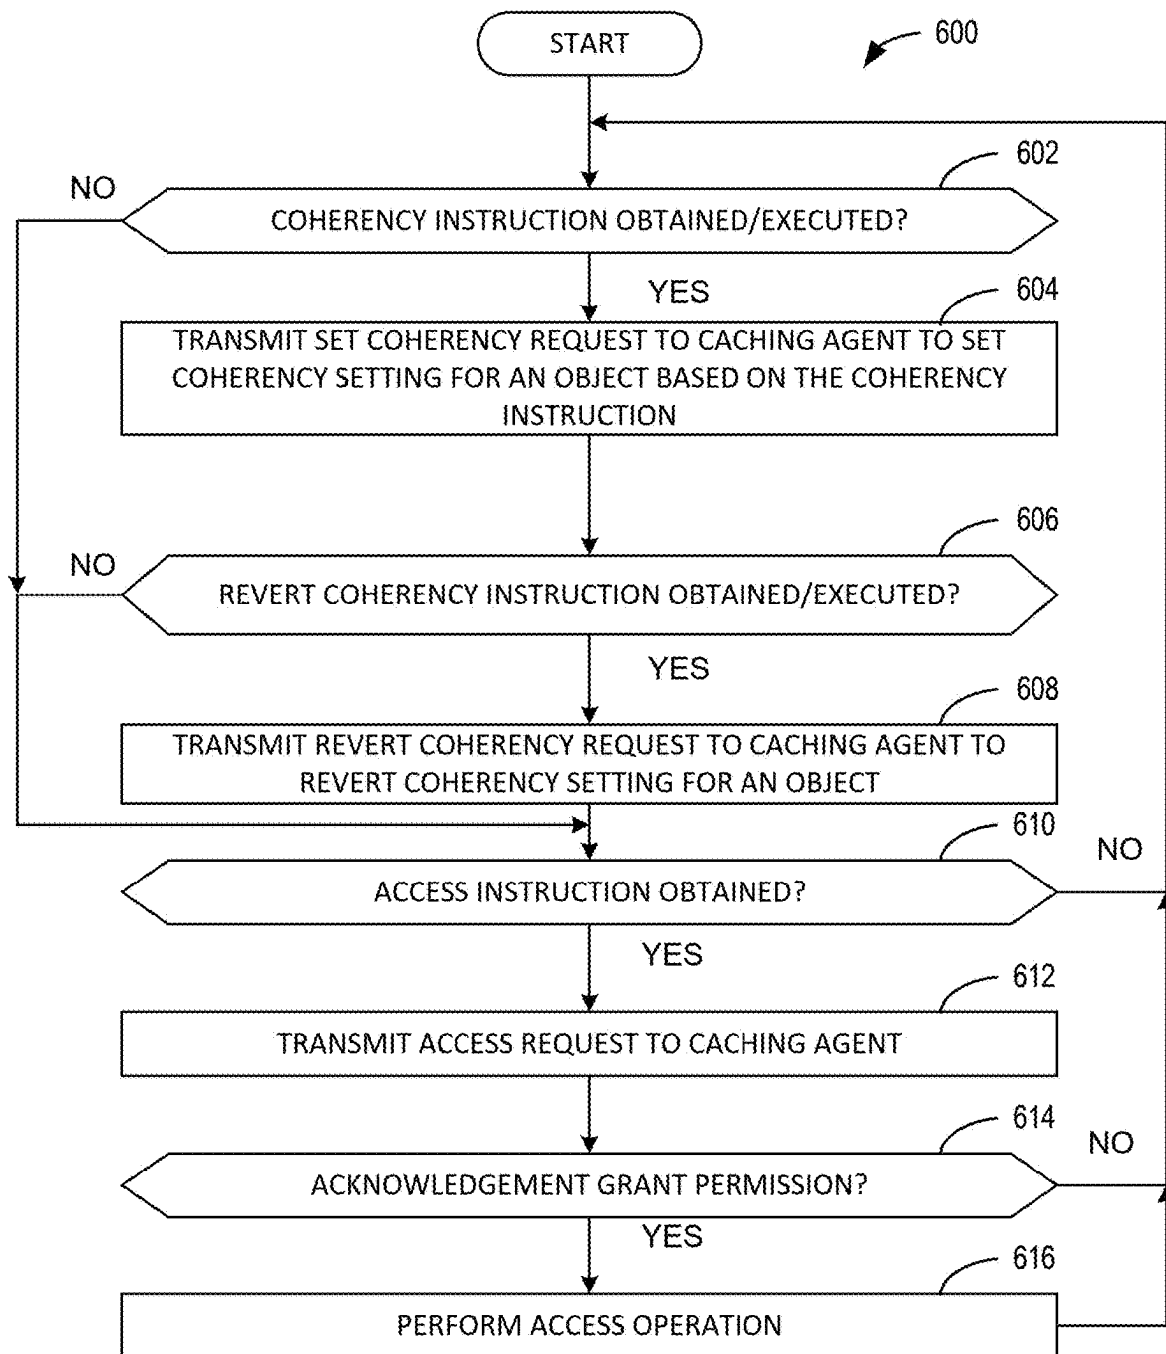 START
600
602
NO
COHERENCY INSTRUCTION OBTAINED/EXECUTED?
YES
604
TRANSMIT SET COHERENCY REQUEST TO CACHING AGENT TO SET
COHERENCY SETTING FOR AN OBJECT BASED ON THE COHERENCY
INSTRUCTION
606
NO
REVERT COHERENCY INSTRUCTION OBTAINED/EXECUTED?
YES
608
TRANSMIT REVERT COHERENCY REQUEST TO CACHING AGENT TO
REVERT COHERENCY SETTING FOR AN OBJECT
610
NO
ACCESS INSTRUCTION OBTAINED?
YES
612
TRANSMIT ACCESS REQUEST TO CACHING AGENT
614
NO
ACKNOWLEDGEMENT GRANT PERMISSION?
YES
616
PERFORM ACCESS OPERATION